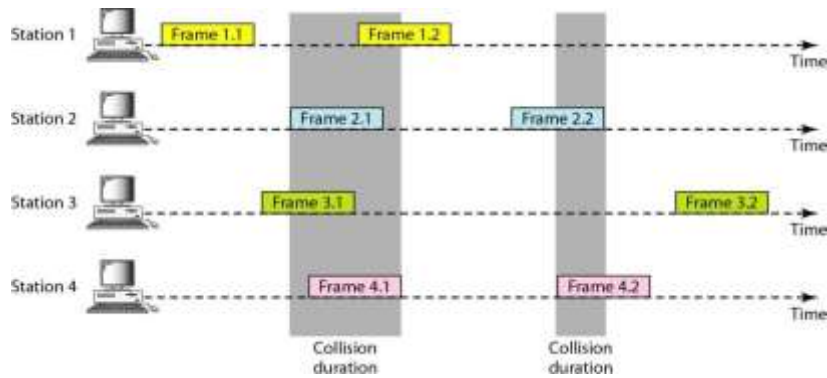 Station 1
Frame 1.1
Frame 1.2
Time
Station 2
Frame 2.1
Frame 2.2
Time
Station 3
Frame 3.1
Frame 3.2
Time
Station 4
Frame 4.1
Frame 4.2
Time
Collision
duration
Collision
duration